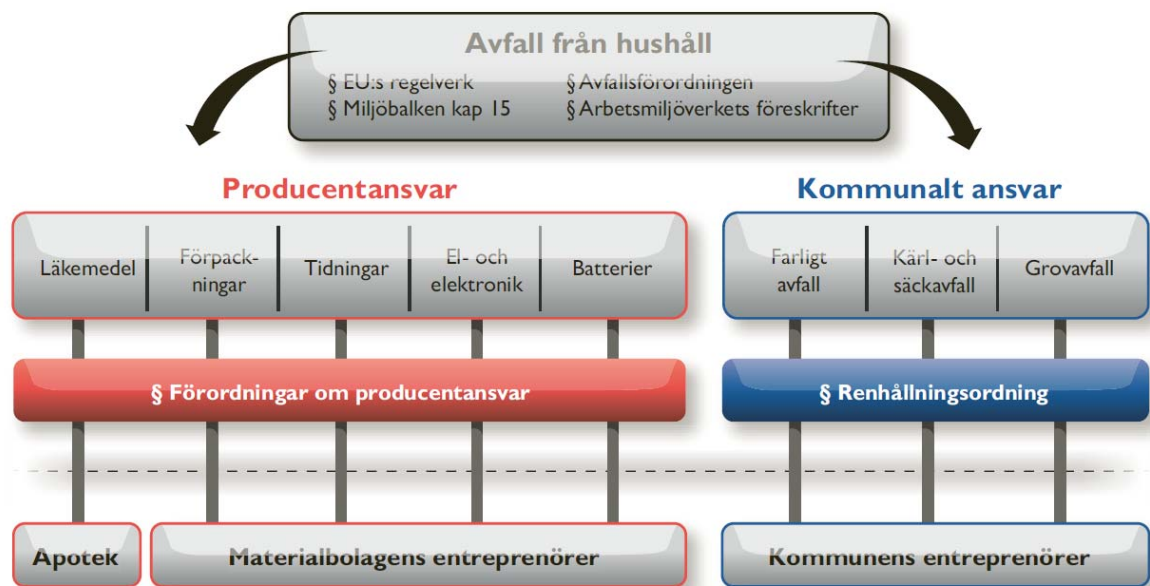 Avfall från hushåll
§ EU:s regelverk
§ Avfallsförordningen
§ Miljöbalken kap 15
§ Arbetsmiljöverkets föreskrifter
Producentansvar
Läkemedel
Förpack-
ningar
Tidningar
El- och
elektronik
Batterier
§ Förordningar om producentansvar
Apotek
Materialbolagens entreprenörer
Kommunalt ansvar
Farligt
avfall
Kärl- och
säckavfall
Grovavfall
§ Renhållningsordning
Kommunens entreprenörer